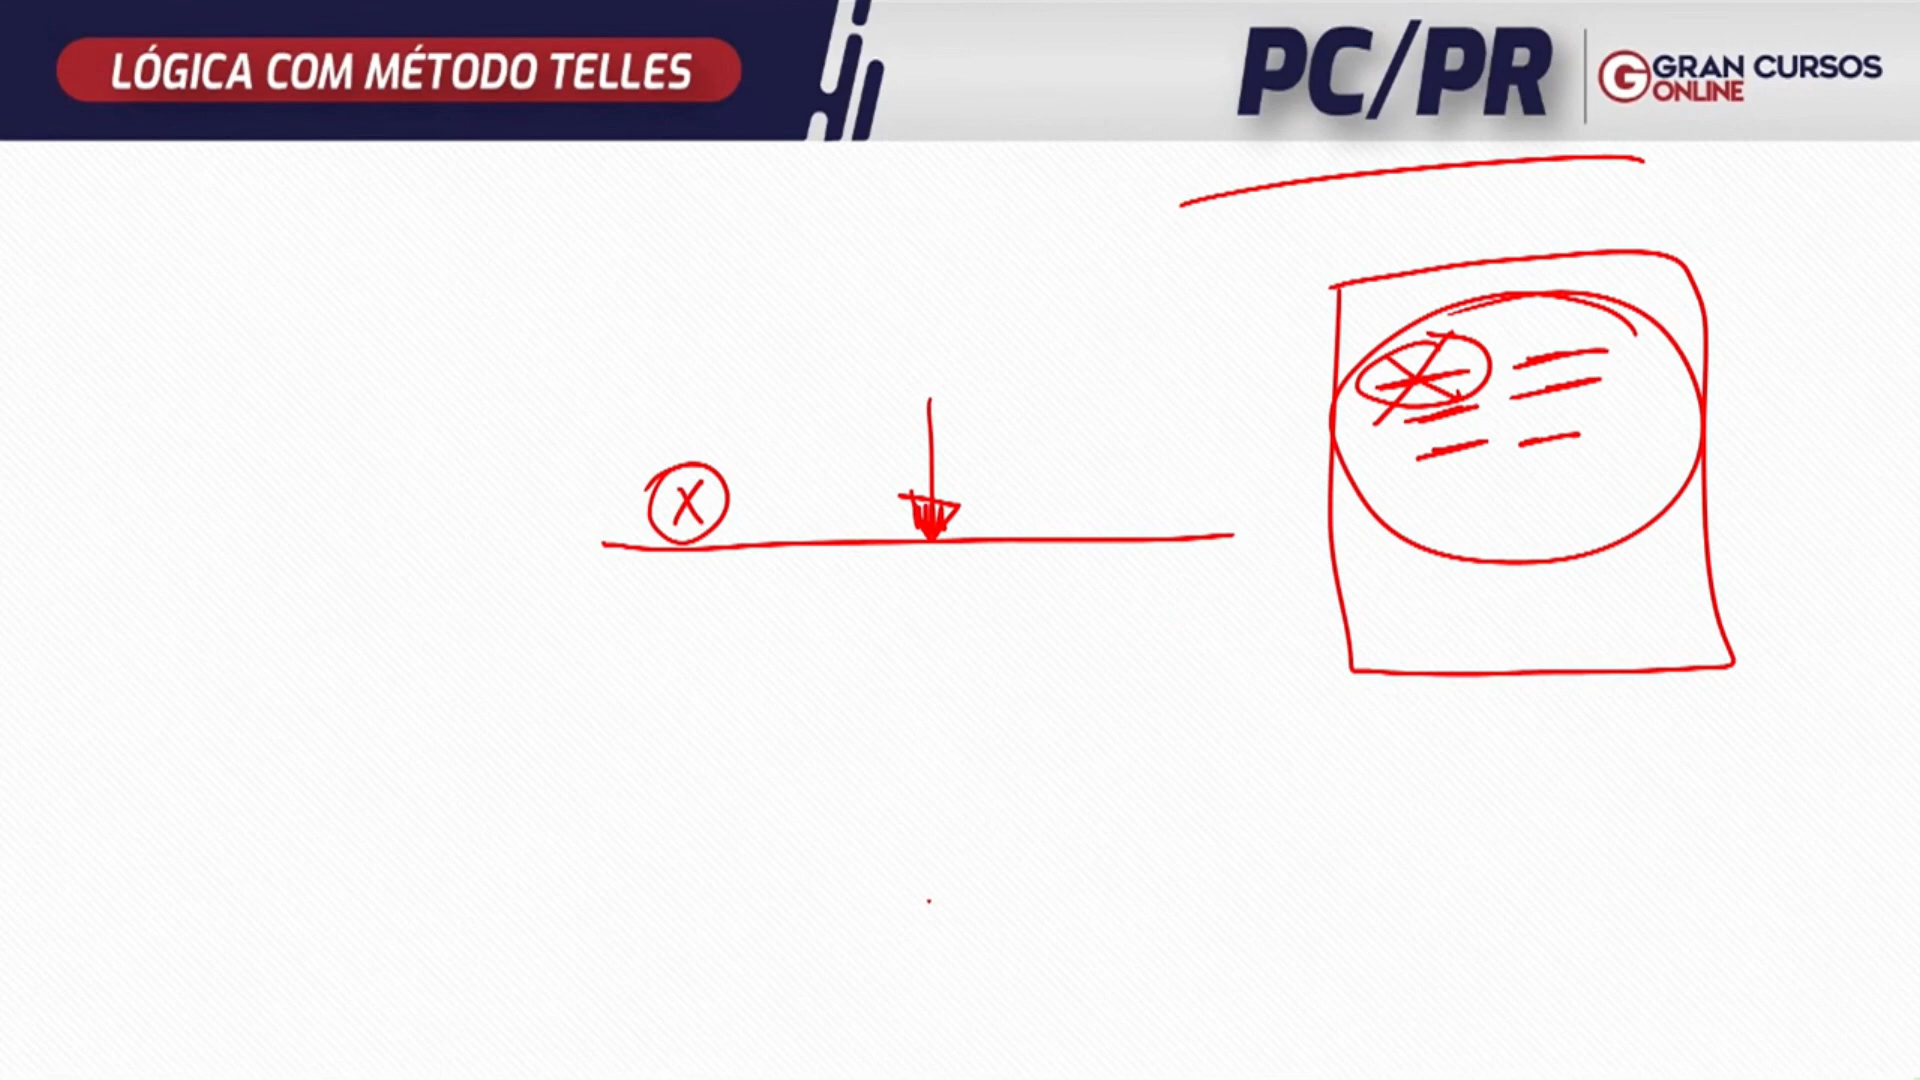 LÓGICA COM MÉTODO TELLES
PC/PR
GRAN CURSOS
ONLINE
X